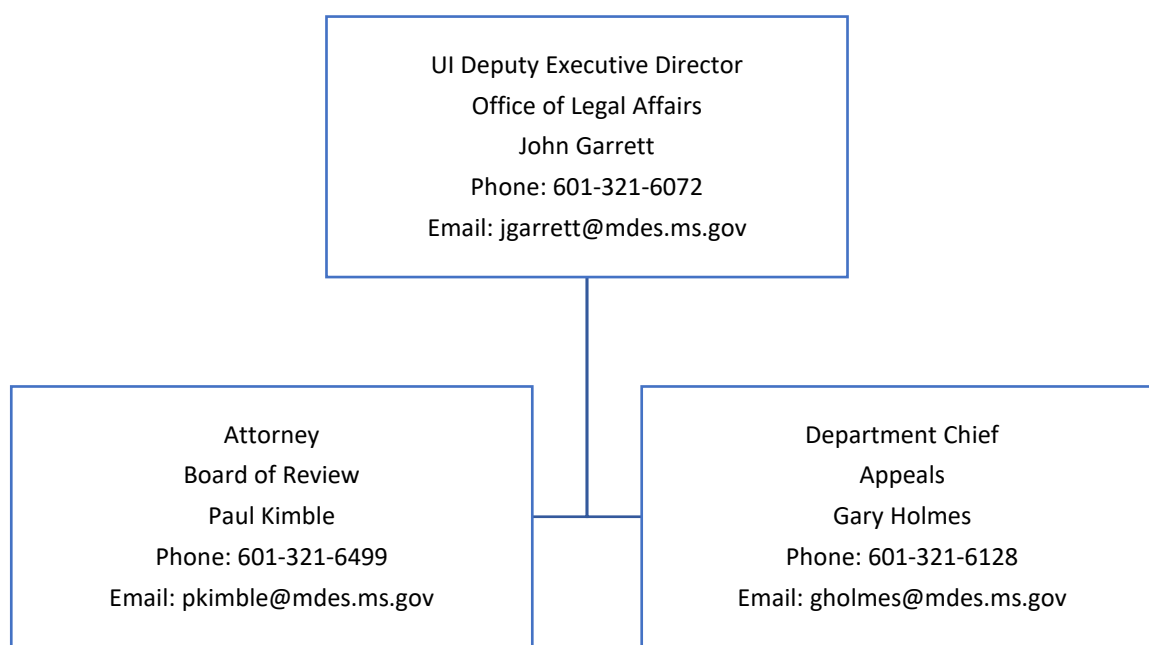 UI Deputy Executive Director
Office of Legal Affairs
John Garrett
Phone: 601-321-6072
Email: jgarrett@mdes.ms.gov
Attorney
Board of Review
Paul Kimble
Phone: 601-321-6499
Email: pkimble@mdes.ms.gov
Department Chief
Appeals
Gary Holmes
Phone: 601-321-6128
Email: gholmes@mdes.ms.gov